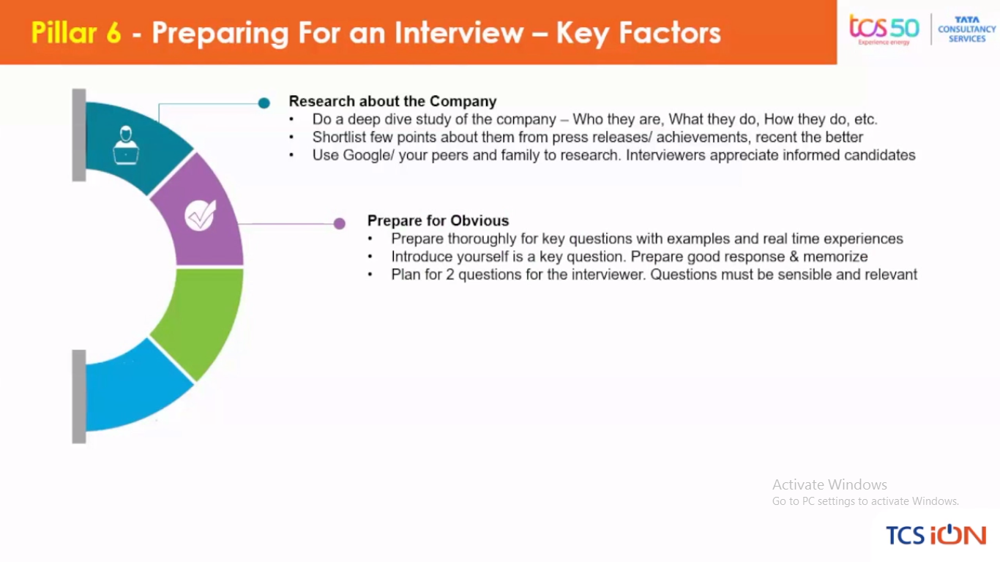 Pillar 6 - Preparing For an Interview – Key Factors
tcs 50
Experience energy
TATA
CONSULTANCY
SERVICES
Research about the Company
• Do a deep dive study of the company – Who they are, What they do, How they do, etc.
• Shortlist few points about them from press releases/ achievements, recent the better
• Use Google/ your peers and family to research. Interviewers appreciate informed candidates
Prepare for Obvious
• Prepare thoroughly for key questions with examples and real time experiences
• Introduce yourself is a key question. Prepare good response & memorize
• Plan for 2 questions for the interviewer. Questions must be sensible and relevant
Activate Windows
Go to PC settings to activate Windows.
TCS iON